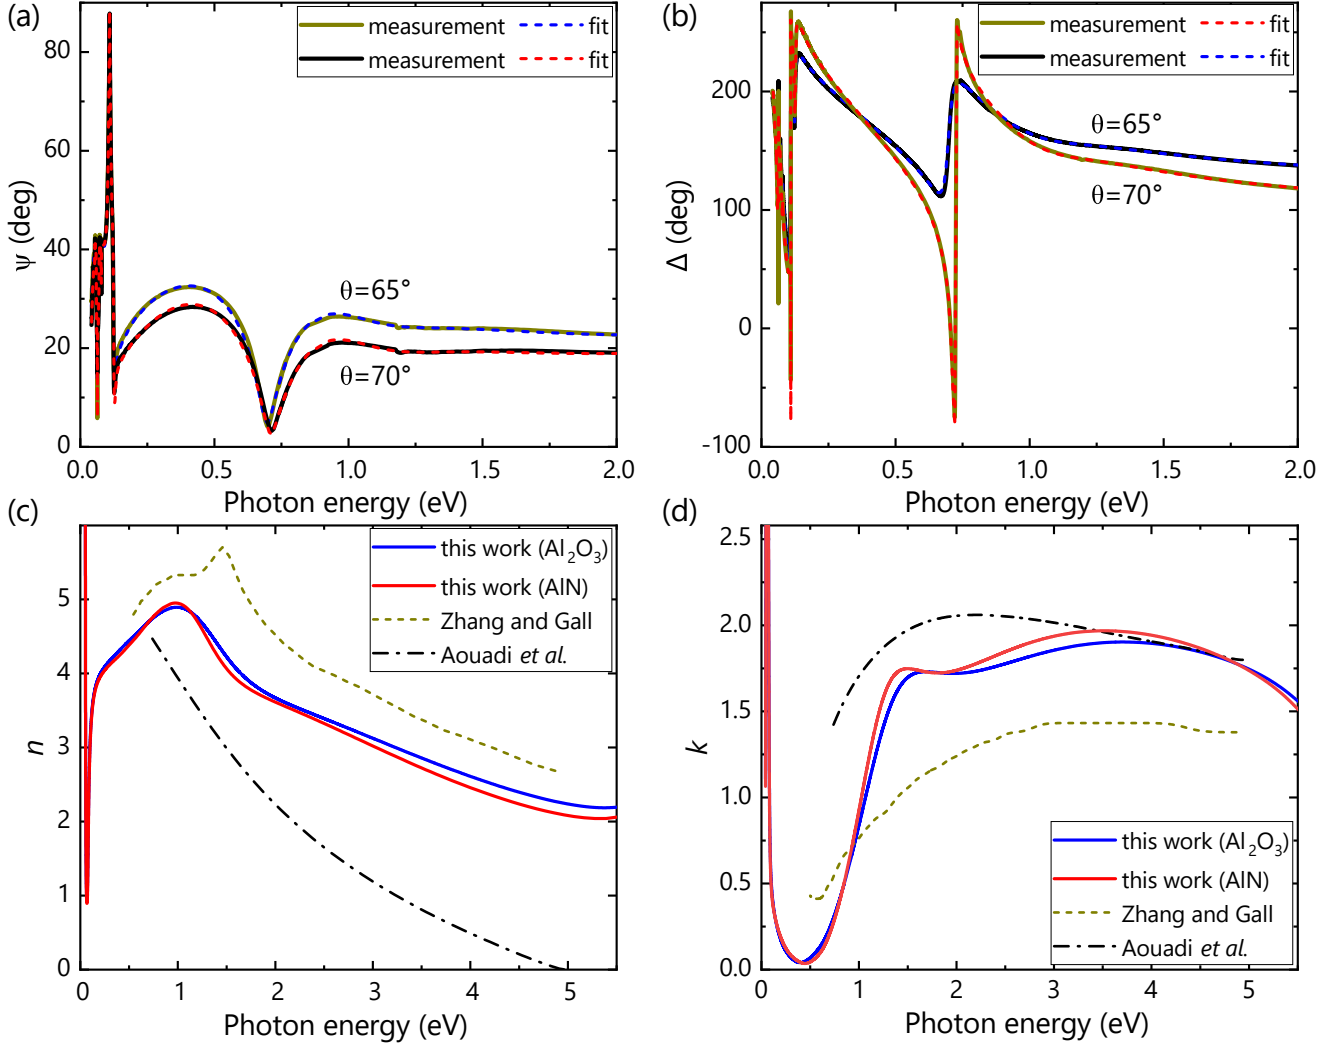 (a)
measurement fit
measurement fit
80
60
40
20
0
ψ (deg)
θ=65°
θ=70°
0.0 0.5 1.0 1.5 2.0
Photon energy (eV)
(b)
measurement fit
measurement fit
200
100
0
-100
Δ (deg)
θ=65°
θ=70°
0.0 0.5 1.0 1.5 2.0
Photon energy (eV)
(c)
this work (Al₂O₃)
this work (AlN)
Zhang and Gall
Aouadi et al.
5
4
3
2
1
0
n
0 1 2 3 4 5
Photon energy (eV)
(d)
2.5
2.0
1.5
1.0
0.5
0.0
k
this work (Al₂O₃)
this work (AlN)
Zhang and Gall
Aouadi et al.
0 1 2 3 4 5
Photon energy (eV)